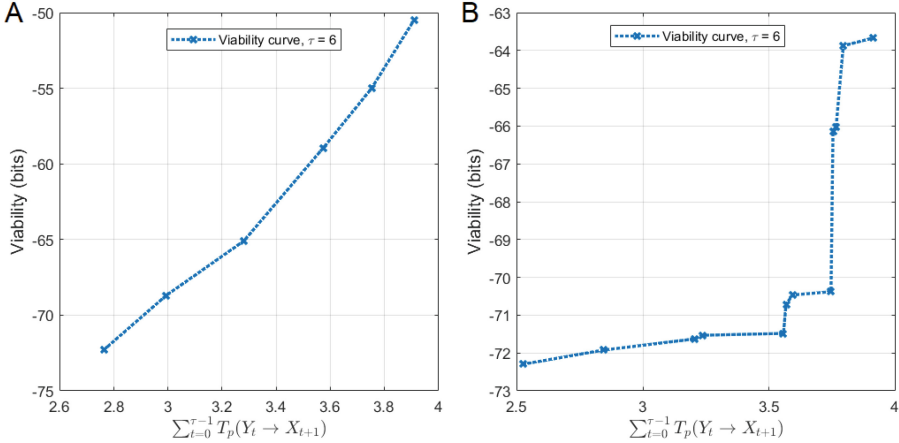 A
Viability curve, τ = 6
-50
-55
-60
-65
-70
-75
Viability (bits)
2.6 2.8 3 3.2 3.4 3.6 3.8 4
∑_{t=0}^{τ−1} T_p(Y_t → X_{t+1})
B
Viability curve, τ = 6
-63
-64
-65
-66
-67
-68
-69
-70
-71
-72
-73
Viability (bits)
2.5 3 3.5 4
∑_{t=0}^{τ−1} T_p(Y_t → X_{t+1})